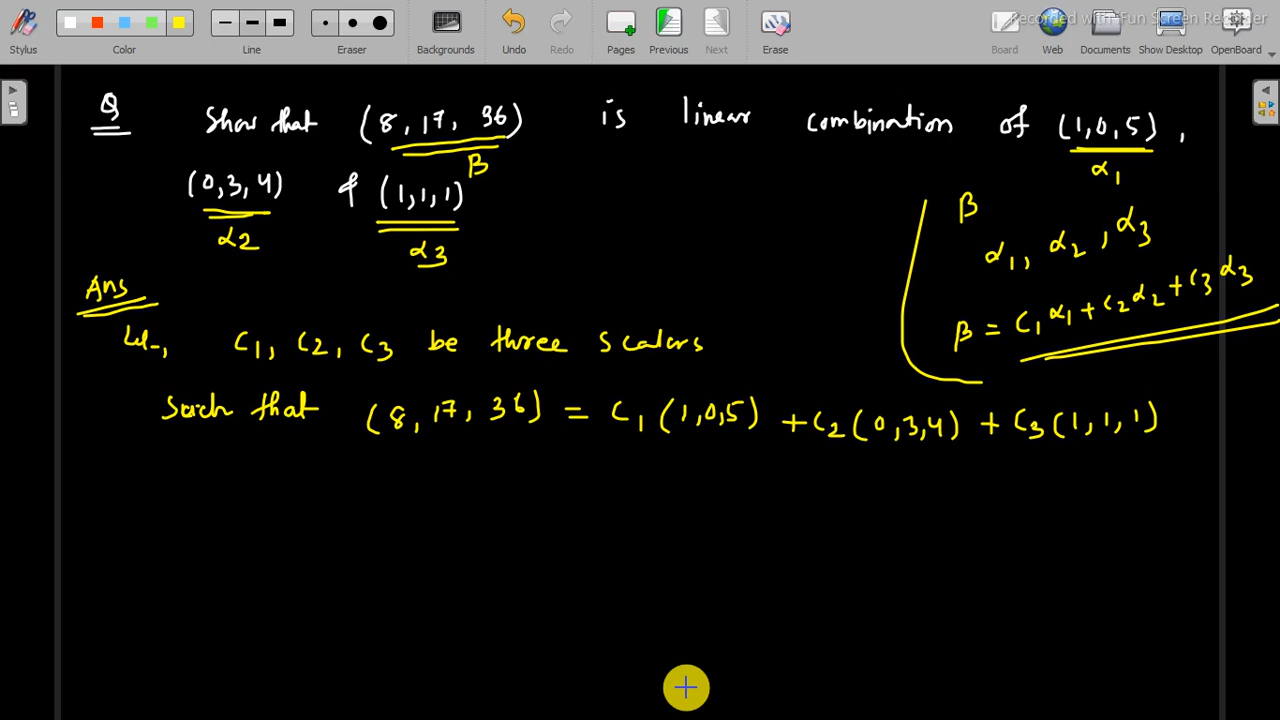 Recorded with Fun Screen Recorder
Stylus Color Line Eraser Backgrounds Undo Redo Pages Previous Next Erase Board Web Documents Show Desktop OpenBoard
Q Show that (8, 17, 36) is linear combination of (1,0,5),
β α1
(0,3,4) & (1,1,1)
α2 α3
β
α1, α2, α3
β = C1α1+C2α2+C3α3
Ans
Let, C1, C2, C3 be three scalars
such that (8, 17, 36) = C1(1,0,5) + C2(0,3,4) + C3(1,1,1)